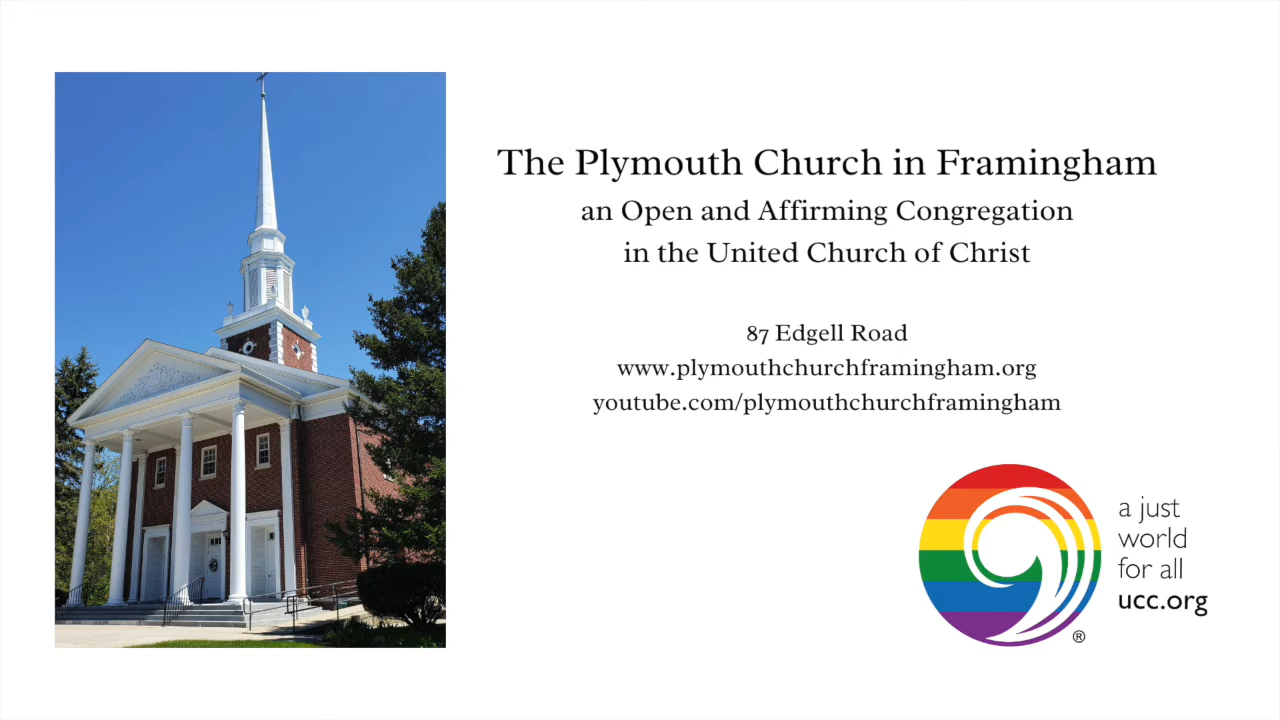 The Plymouth Church in Framingham
an Open and Affirming Congregation
in the United Church of Christ
87 Edgell Road
www.plymouthchurchframingham.org
youtube.com/plymouthchurchframingham
a just
world
for all
ucc.org
®